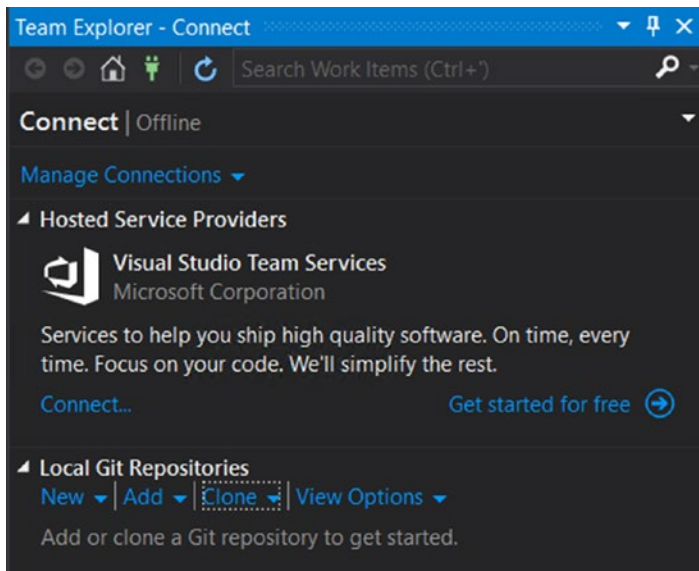 Team Explorer - Connect
Search Work Items (Ctrl+')
Connect | Offline
Manage Connections
Hosted Service Providers
Visual Studio Team Services
Microsoft Corporation
Services to help you ship high quality software. On time, every
time. Focus on your code. We'll simplify the rest.
Connect... Get started for free
Local Git Repositories
New | Add | Clone | View Options
Add or clone a Git repository to get started.